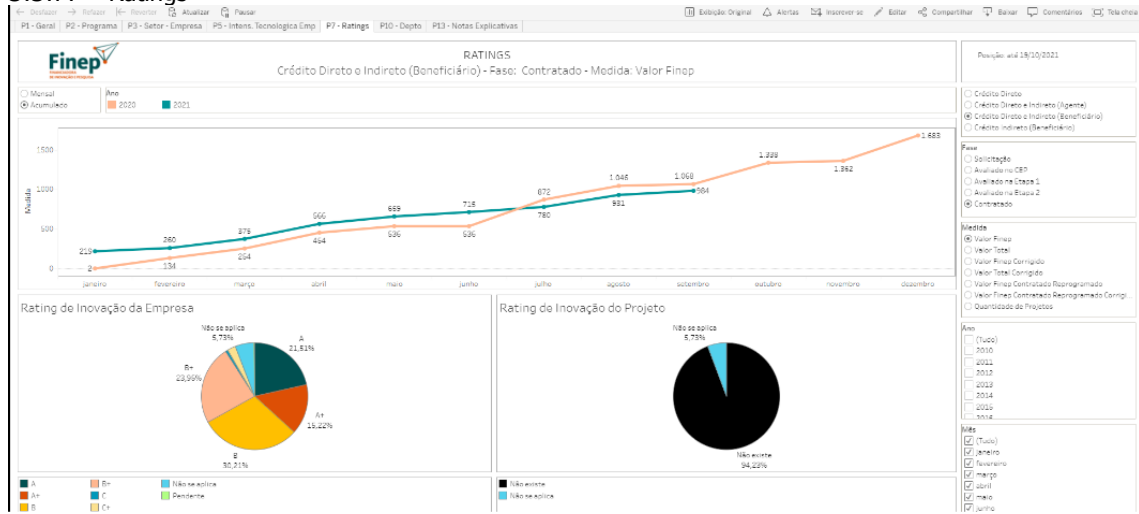 Desfazer Refazer Reverter Atualizar Pausar Exibição: Original Alertas Inscrever-se Editar Compartilhar Baixar Comentários Tela cheia
P1 - Geral P2 - Programa P3 - Setor - Empresa P5 - Intens. Tecnologica Emp P7 - Ratings P10 - Depto P13 - Notas Explicativas
Finep
RATINGS
Crédito Direto e Indireto (Beneficiário) - Fase: Contratado - Medida: Valor Finep
Posição: até 19/10/2021
Mensal
Acumulado
Ano
2020 2021
Crédito Direto
Crédito Direto e Indireto (Agente)
Crédito Direto e Indireto (Beneficiário)
Crédito Indireto (Beneficiário)
Fase
Solicitação
Avaliado no CEP
Avaliado na Etapa 1
Avaliado na Etapa 2
Contratado
Medida
Valor Finep
Valor Total
Valor Finep Corrigido
Valor Total Corrigido
Valor Finep Contratado Reprogramado
Valor Finep Contratado Reprogramado Corrigi...
Quantidade de Projetos
Ano
(Tudo)
2010
2011
2012
2013
2014
2015
2016
Mês
(Tudo)
janeiro
fevereiro
março
abril
maio
junho
Medida
1500
1000
500
0
219 260 375 566 659 715 780 931 984
2 134 254 454 536 536 872 1.046 1.068 1.338 1.362 1.683
janeiro fevereiro março abril maio junho julho agosto setembro outubro novembro dezembro
Rating de Inovação da Empresa
Não se aplica
5,73%
A
21,51%
B+
23,96%
A+
15,22%
B
30,21%
A B+ Não se aplica
A+ C Pendente
B C+
Rating de Inovação do Projeto
Não se aplica
5,73%
Não existe
94,23%
Não existe
Não se aplica